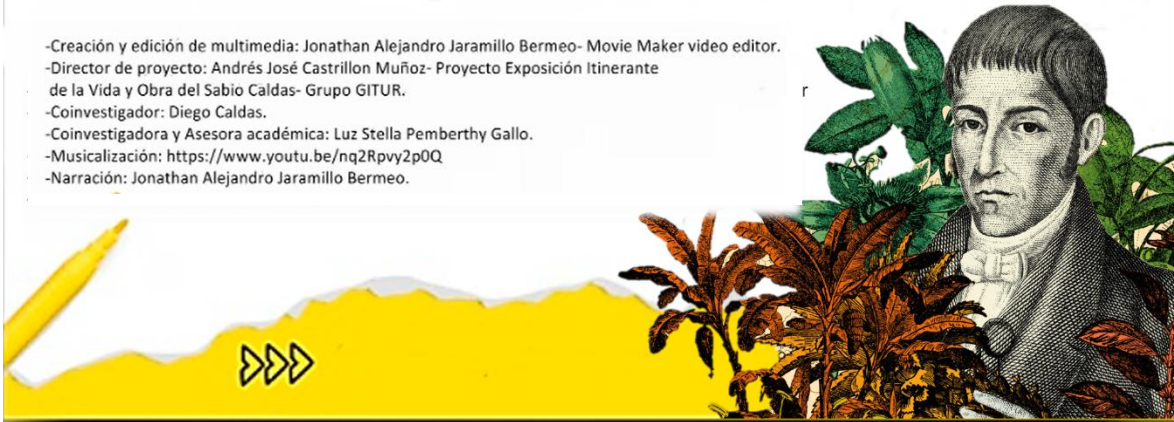 -Creación y edición de multimedia: Jonathan Alejandro Jaramillo Bermeo- Movie Maker video editor.
-Director de proyecto: Andrés José Castrillon Muñoz- Proyecto Exposición Itinerante
de la Vida y Obra del Sabio Caldas- Grupo GITUR.
-Coinvestigador: Diego Caldas.
-Coinvestigadora y Asesora académica: Luz Stella Pemberthy Gallo.
-Musicalización: https://www.youtu.be/nq2Rpvy2p0Q
-Narración: Jonathan Alejandro Jaramillo Bermeo.